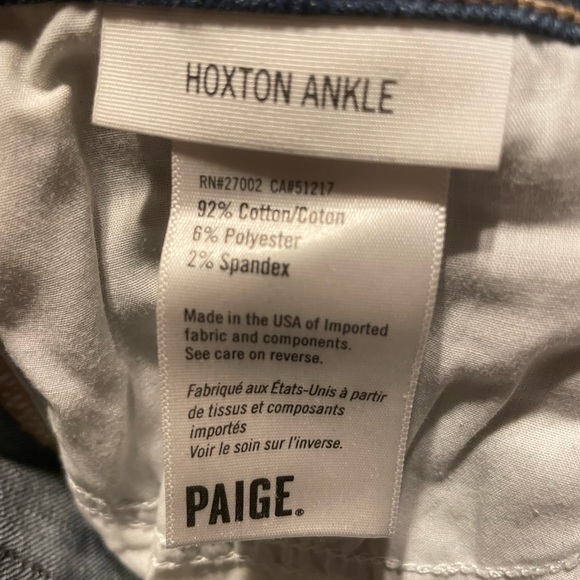 HOXTON ANKLE
RN#27002 CA#51217
92% Cotton/Coton
6% Polyester
2% Spandex
Made in the USA of Imported
fabric and components.
See care on reverse.
Fabriqué aux États-Unis à partir
de tissus et composants
importés
Voir le soin sur l'inverse.
PAIGE®